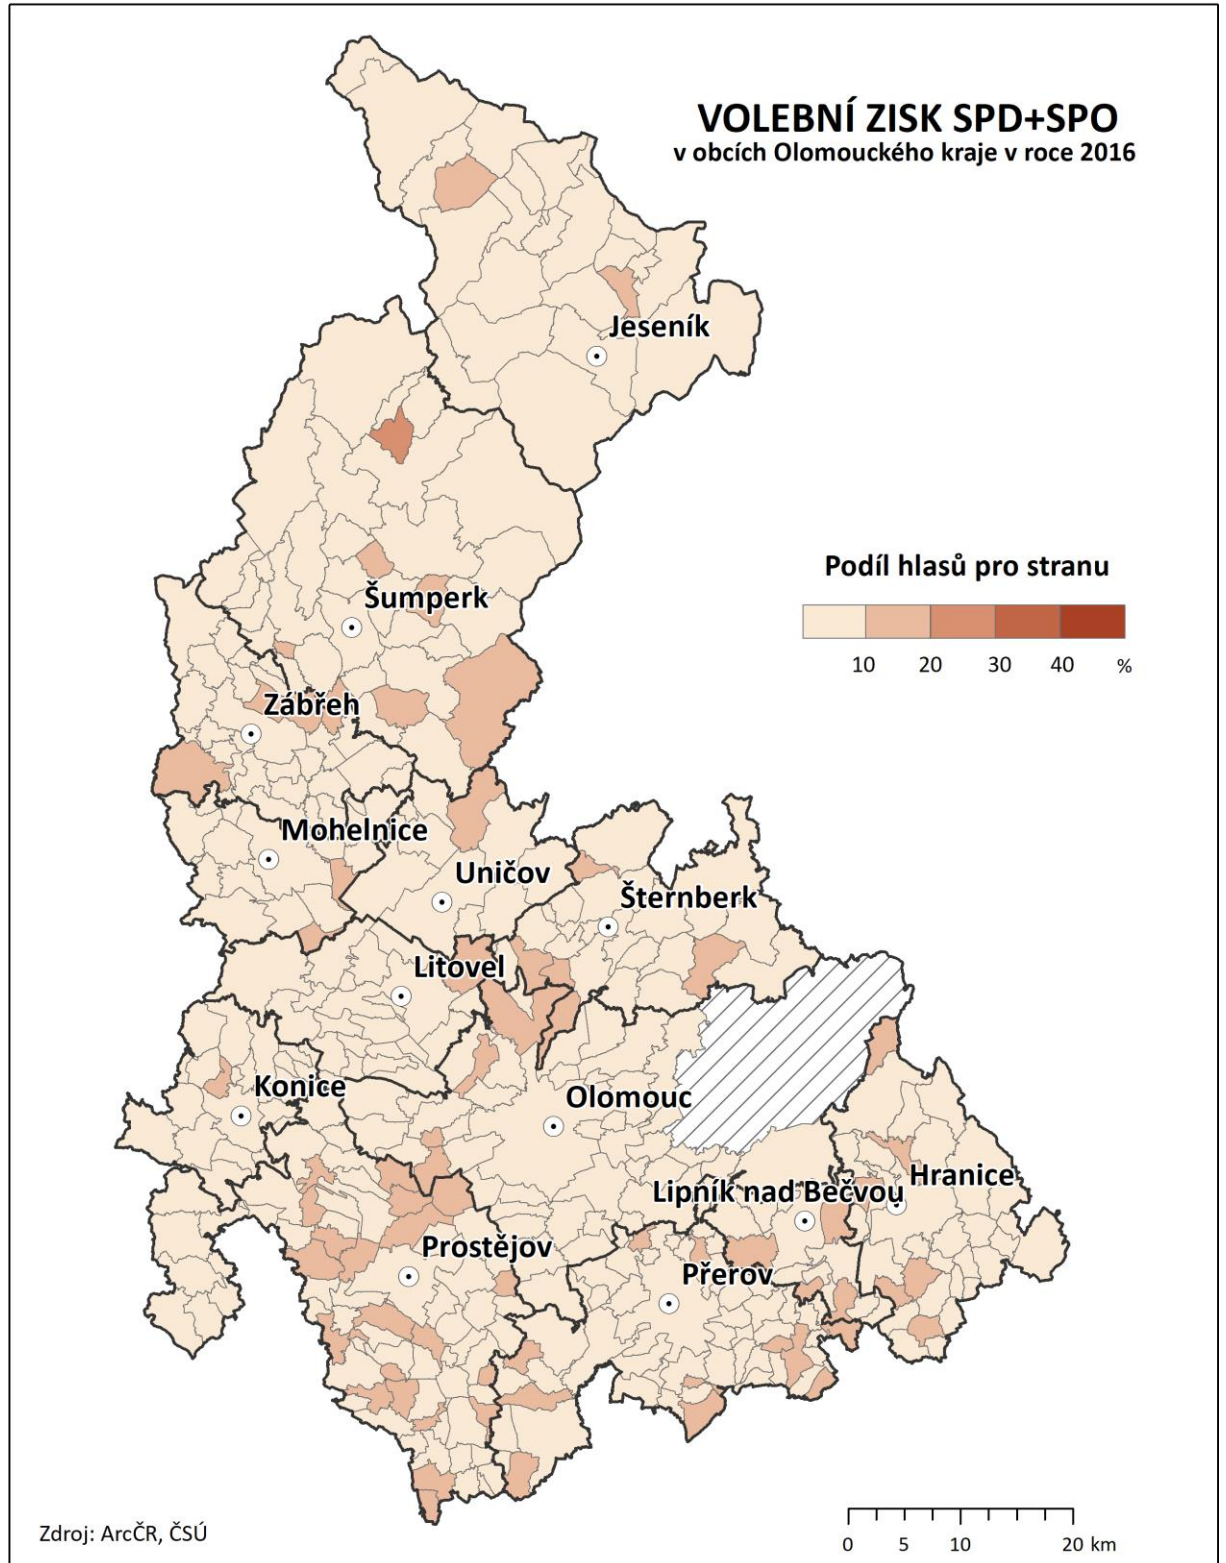 VOLEBNÍ ZISK SPD+SPO
v obcích Olomouckého kraje v roce 2016
Jeseník
Podíl hlasů pro stranu
10 20 30 40 %
Šumperk
Zábřeh
Mohelnice
Uničov
Šternberk
Litovel
Konice
Olomouc
Hranice
Lipník nad Bečvou
Prostějov
Přerov
Zdroj: ArcČR, ČSÚ
0 5 10 20 km